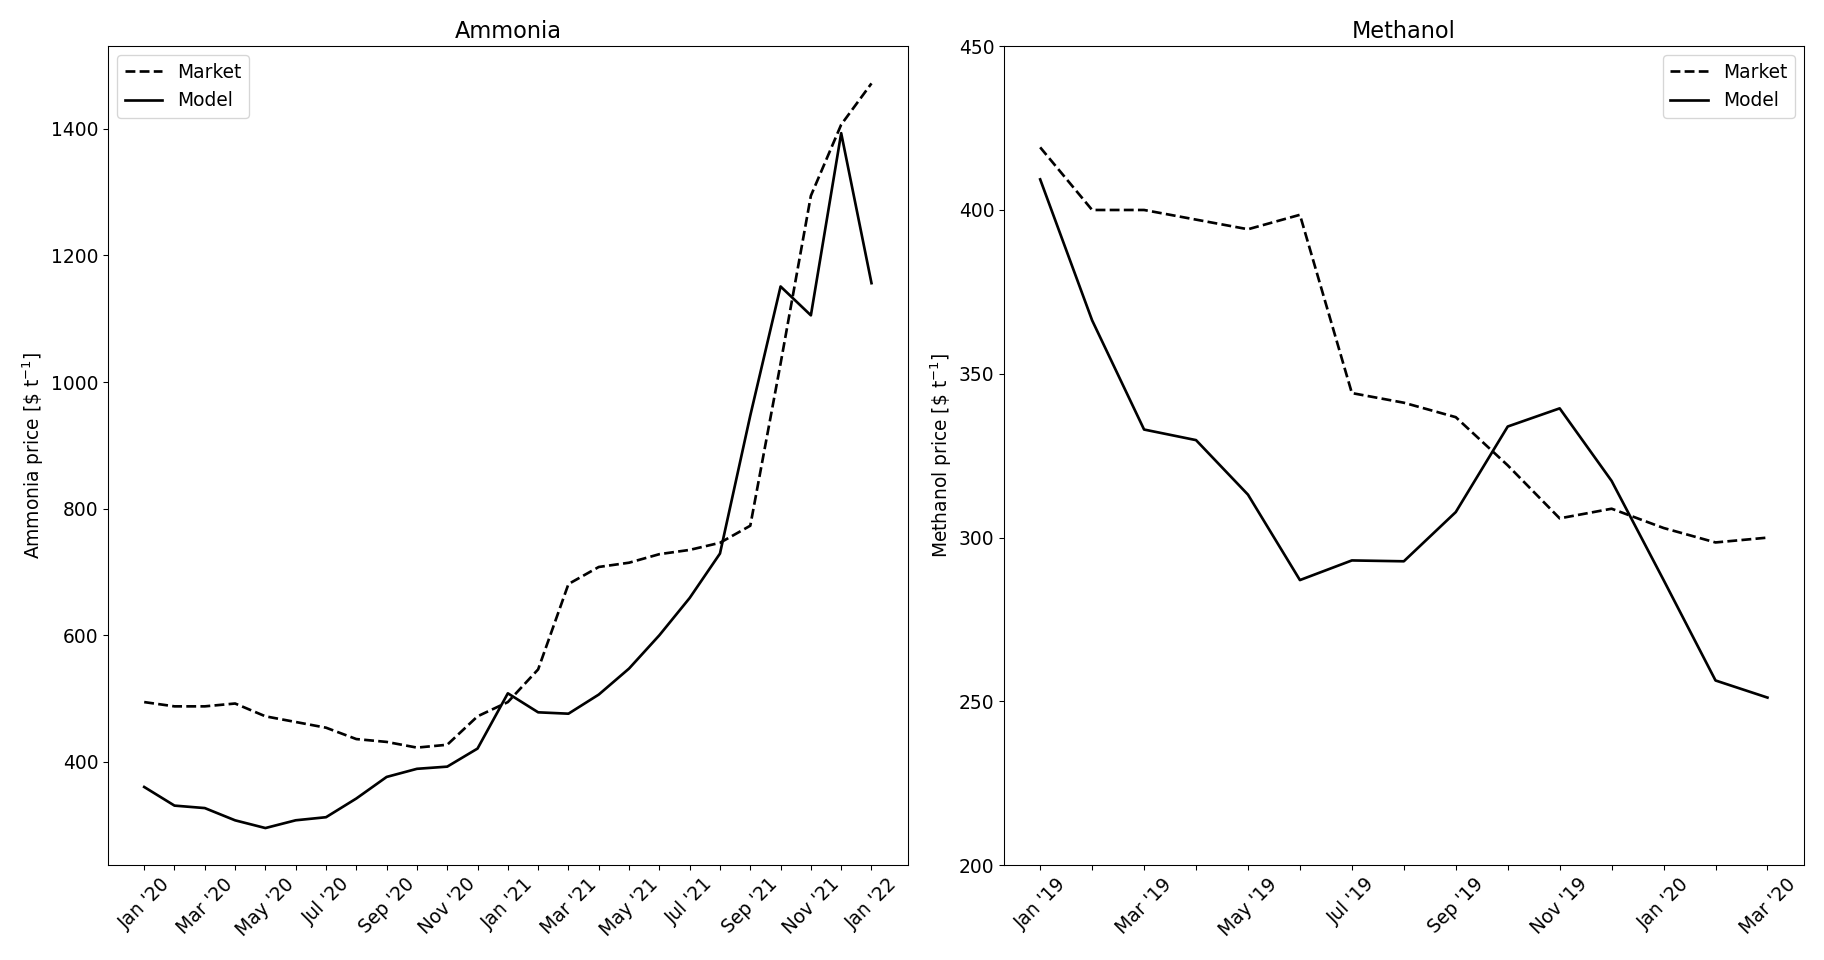 Ammonia
Market
Model
1400
1200
1000
800
600
400
Ammonia price [$ t⁻¹]
Jan '20
Mar '20
May '20
Jul '20
Sep '20
Nov '20
Jan '21
Mar '21
May '21
Jul '21
Sep '21
Nov '21
Jan '22
Methanol
Market
Model
450
400
350
300
250
200
Methanol price [$ t⁻¹]
Jan '19
Mar '19
May '19
Jul '19
Sep '19
Nov '19
Jan '20
Mar '20